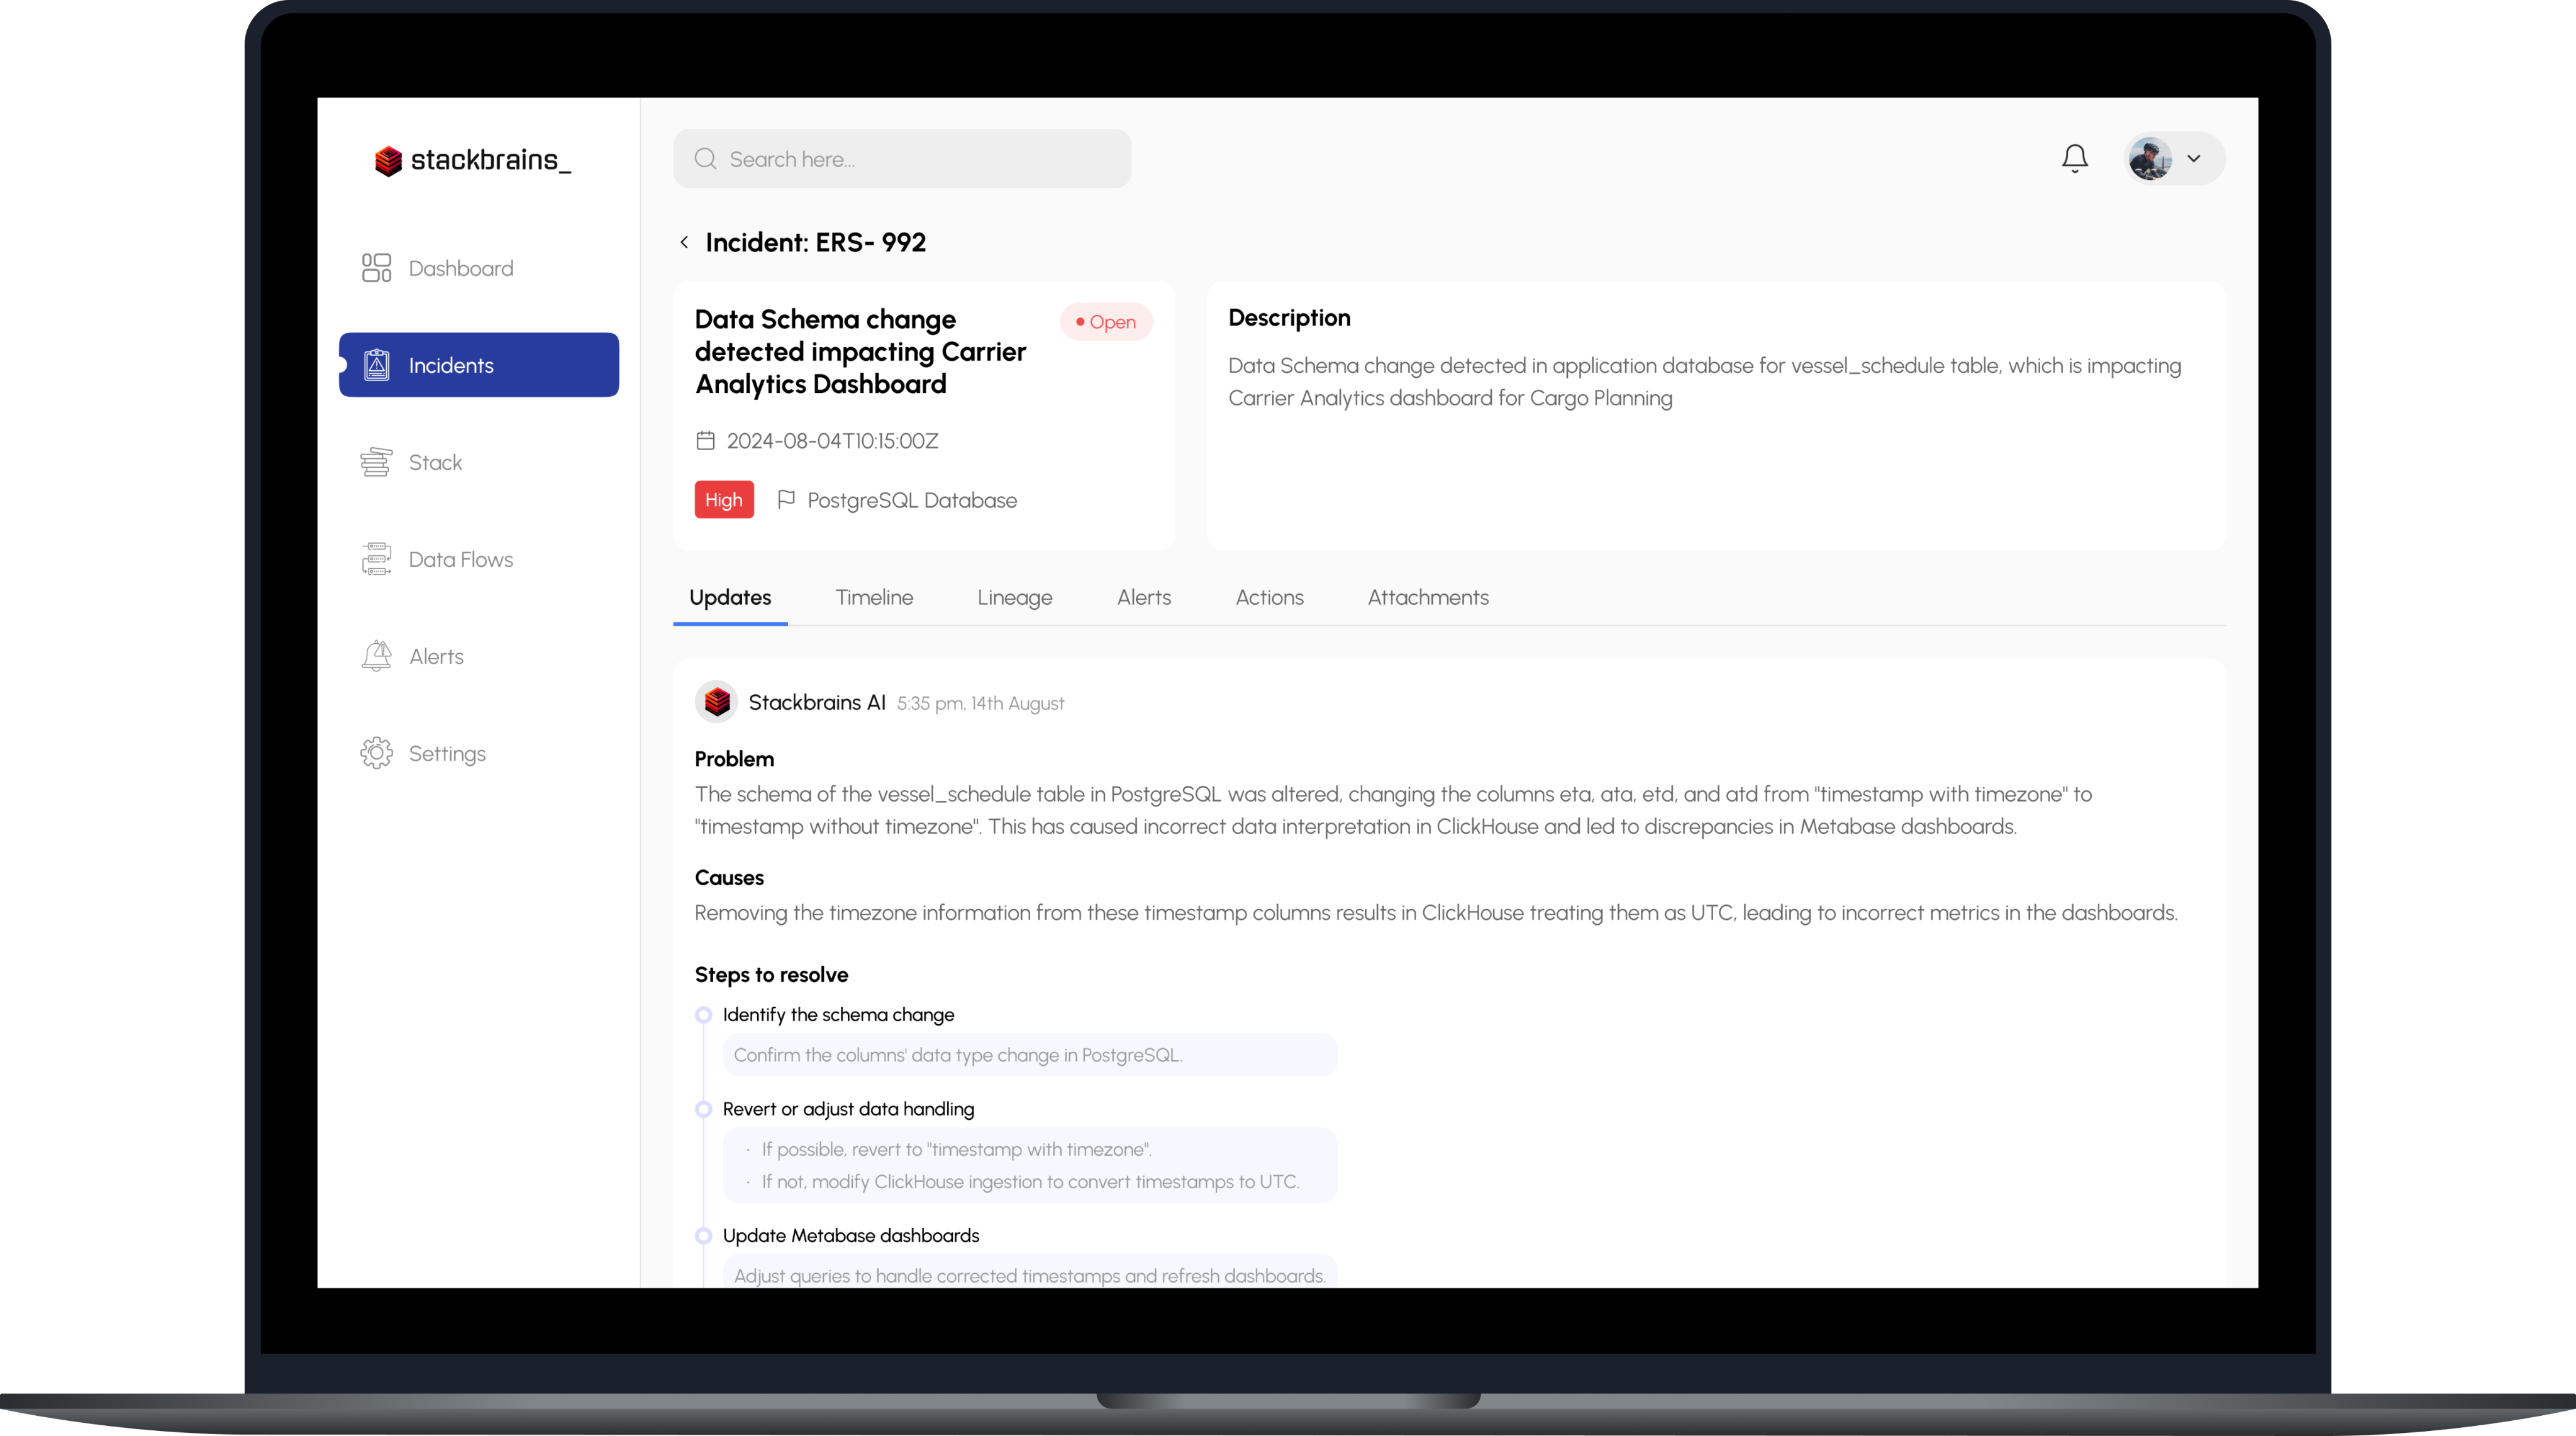 stackbrains_
Search here...
Dashboard
Incidents
Stack
Data Flows
Alerts
Settings
Incident: ERS- 992
Data Schema change
detected impacting Carrier
Analytics Dashboard
Open
2024-08-04T10:15:00Z
High
PostgreSQL Database
Description
Data Schema change detected in application database for vessel_schedule table, which is impacting
Carrier Analytics dashboard for Cargo Planning
Updates
Timeline
Lineage
Alerts
Actions
Attachments
Stackbrains AI 5:35 pm, 14th August
Problem
The schema of the vessel_schedule table in PostgreSQL was altered, changing the columns eta, ata, etd, and atd from "timestamp with timezone" to
"timestamp without timezone". This has caused incorrect data interpretation in ClickHouse and led to discrepancies in Metabase dashboards.
Causes
Removing the timezone information from these timestamp columns results in ClickHouse treating them as UTC, leading to incorrect metrics in the dashboards.
Steps to resolve
Identify the schema change
Confirm the columns' data type change in PostgreSQL.
Revert or adjust data handling
· If possible, revert to "timestamp with timezone".
· If not, modify ClickHouse ingestion to convert timestamps to UTC.
Update Metabase dashboards
Adjust queries to handle corrected timestamps and refresh dashboards.